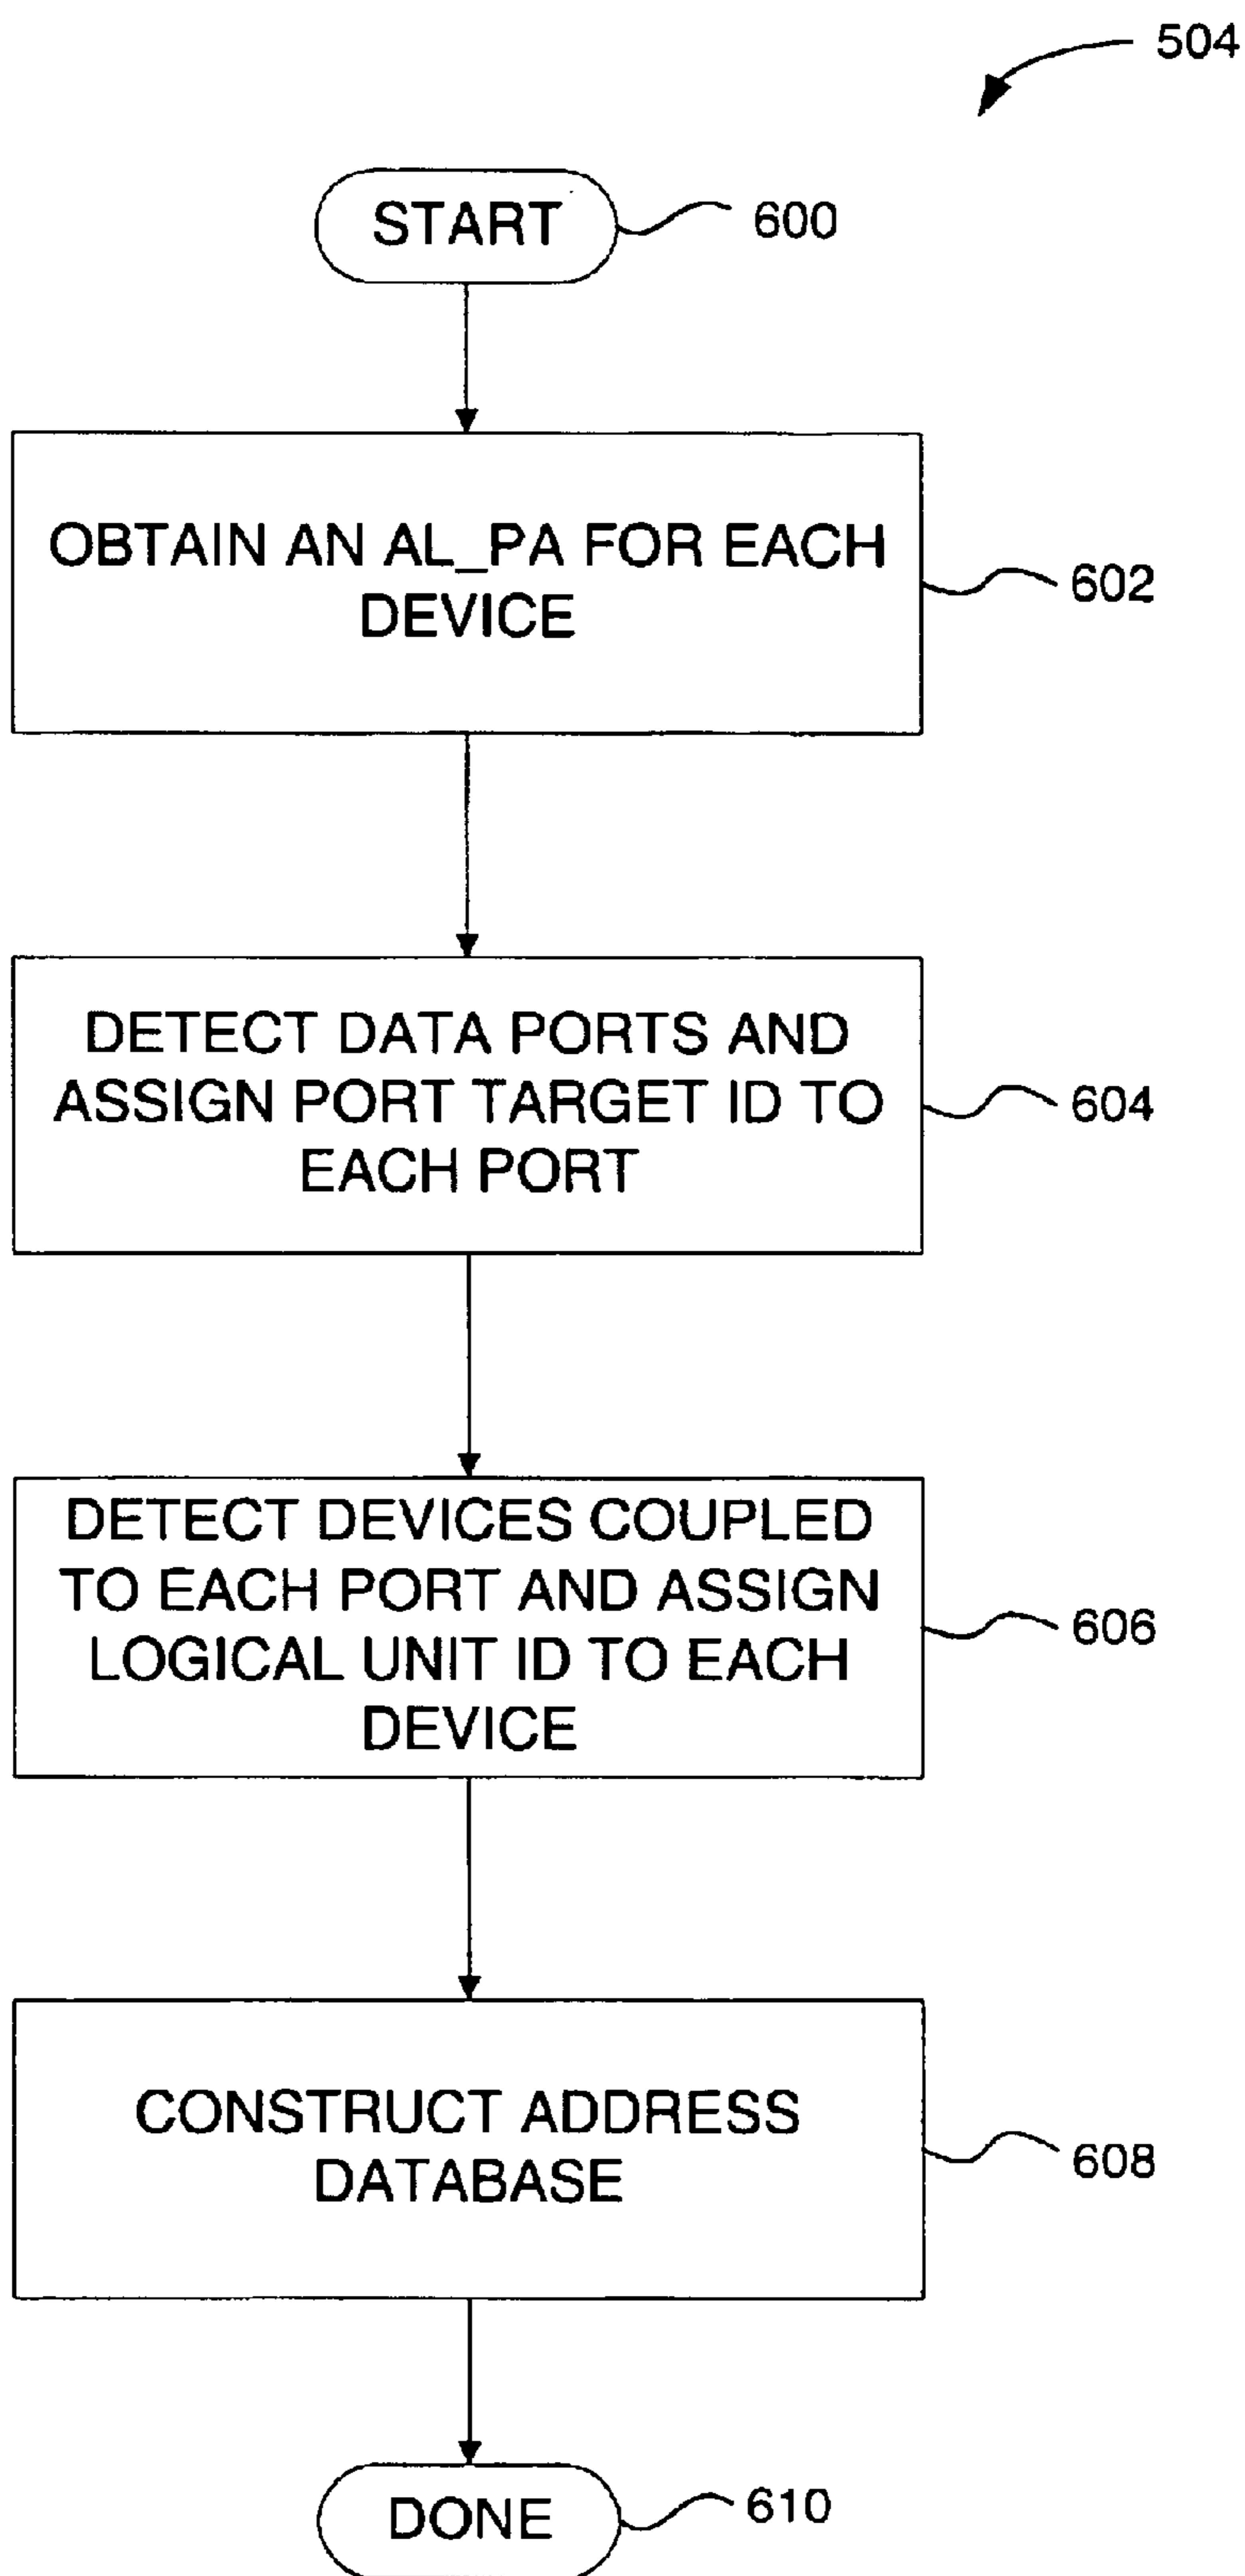 504
START
600
OBTAIN AN AL_PA FOR EACH
DEVICE
602
DETECT DATA PORTS AND
ASSIGN PORT TARGET ID TO
EACH PORT
604
DETECT DEVICES COUPLED
TO EACH PORT AND ASSIGN
LOGICAL UNIT ID TO EACH
DEVICE
606
CONSTRUCT ADDRESS
DATABASE
608
DONE
610